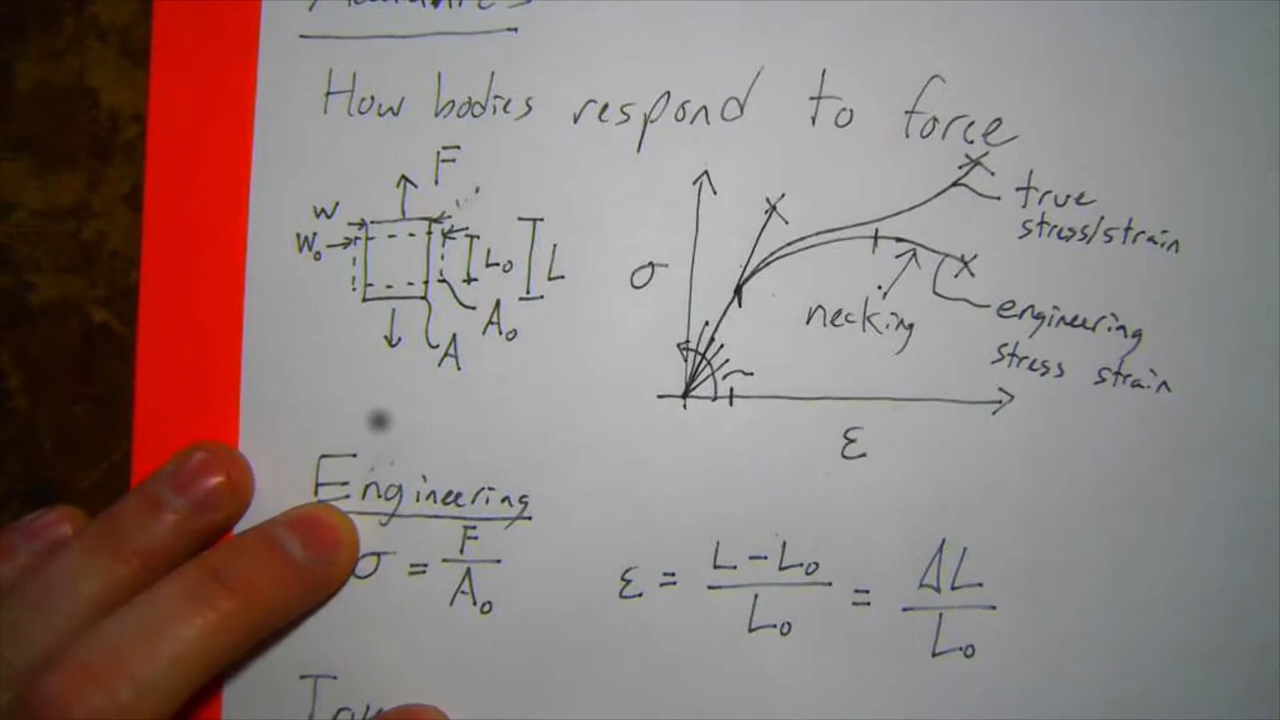 How bodies respond to force
F
w
W₀
L₀
L
A₀
A
σ
ε
true
stress/strain
necking
engineering
stress strain
Engineering
σ = F/A₀
ε = L-L₀/L₀ = ΔL/L₀